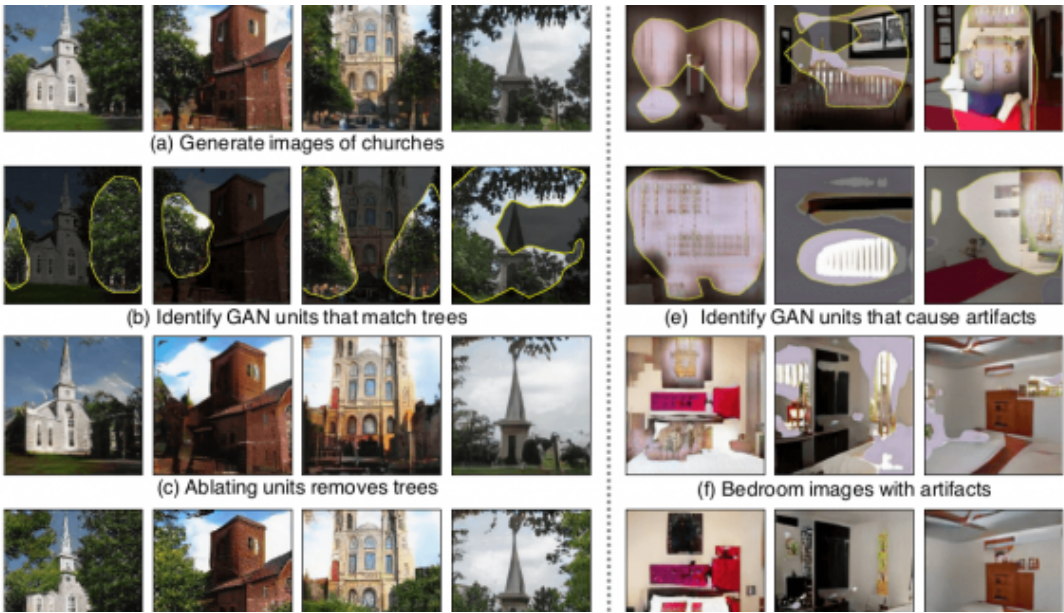 (a) Generate images of churches
(b) Identify GAN units that match trees
(c) Ablating units removes trees
(e) Identify GAN units that cause artifacts
(f) Bedroom images with artifacts